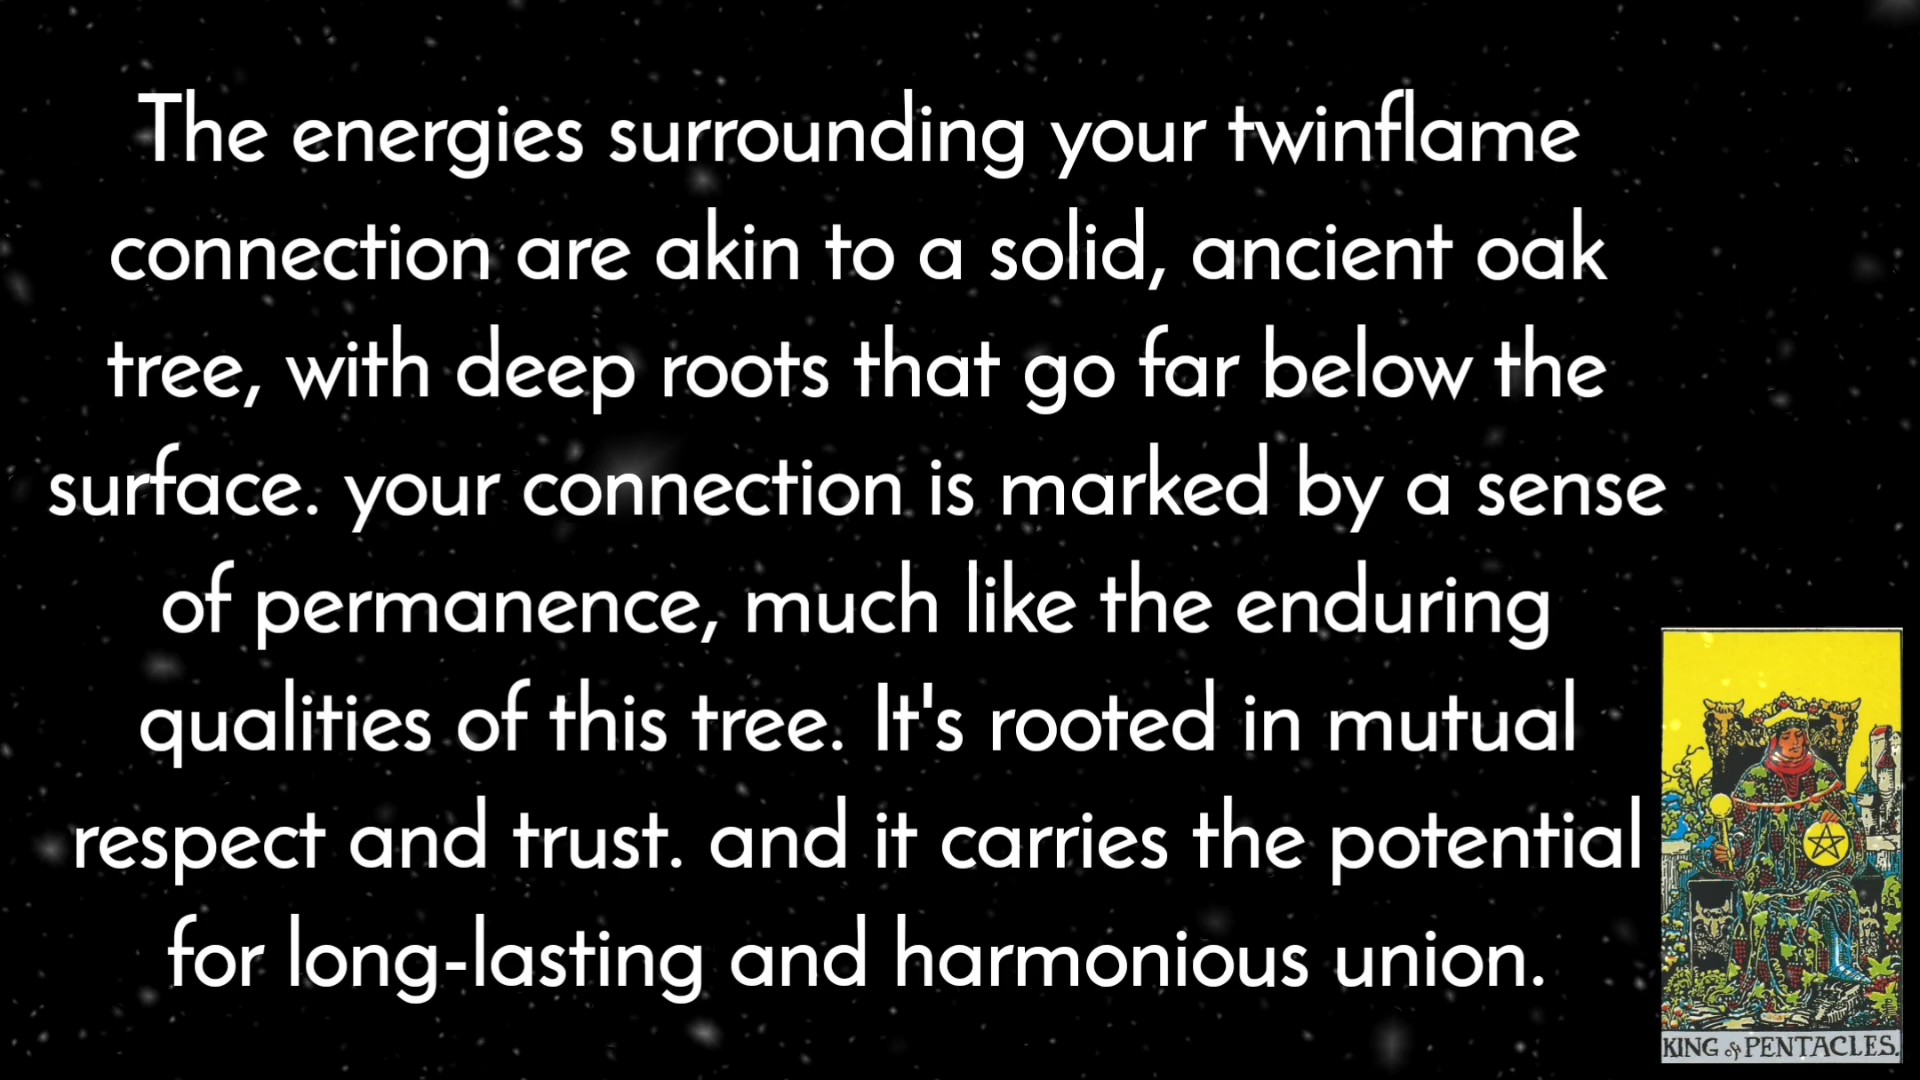 The energies surrounding your twinflame
connection are akin to a solid, ancient oak
tree, with deep roots that go far below the
surface. your connection is marked by a sense
of permanence, much like the enduring
qualities of this tree. It's rooted in mutual
respect and trust. and it carries the potential
for long-lasting and harmonious union.
KING of PENTACLES.